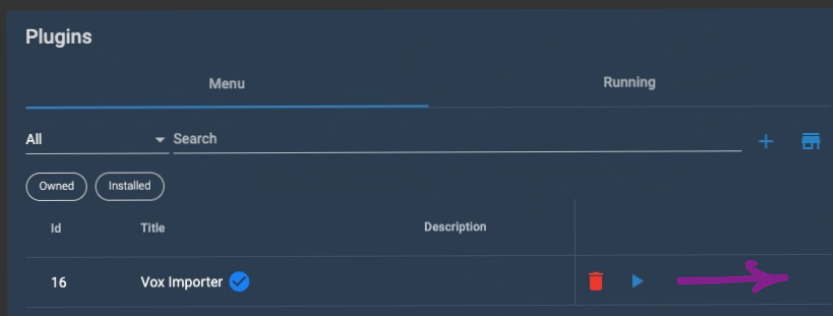 Plugins
Menu Running
All Search
Owned Installed
Id Title Description
16 Vox Importer